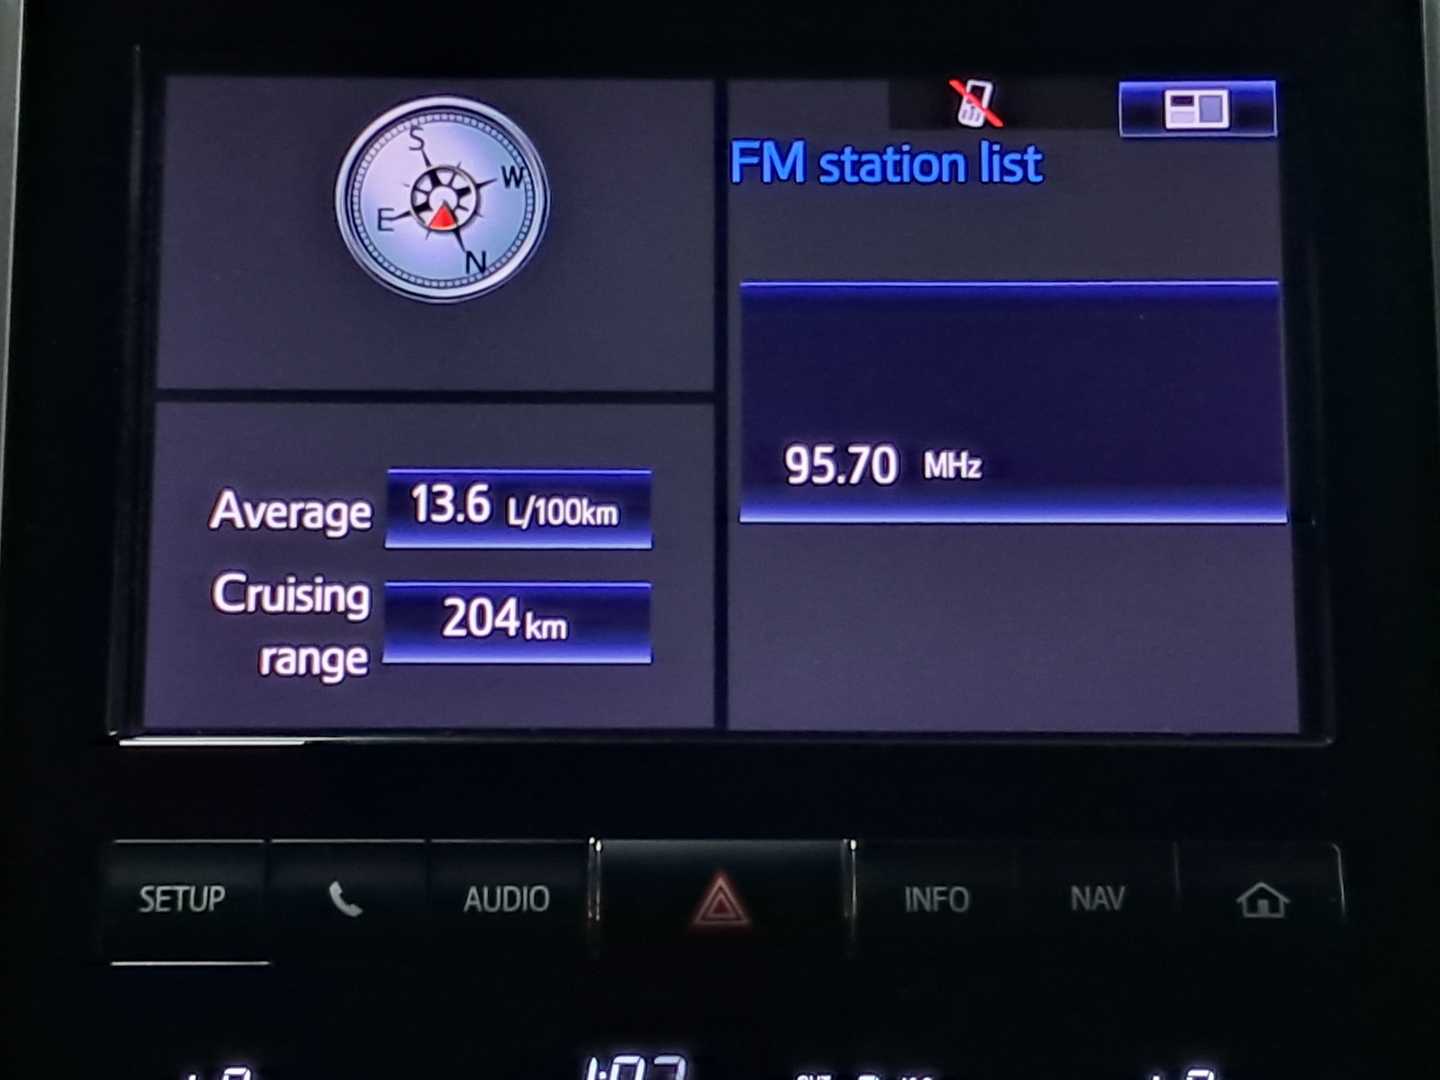 S
W
E
N
FM station list
95.70 MHz
Average 13.6 L/100km
Cruising 204 km
range
SETUP
AUDIO
INFO
NAV